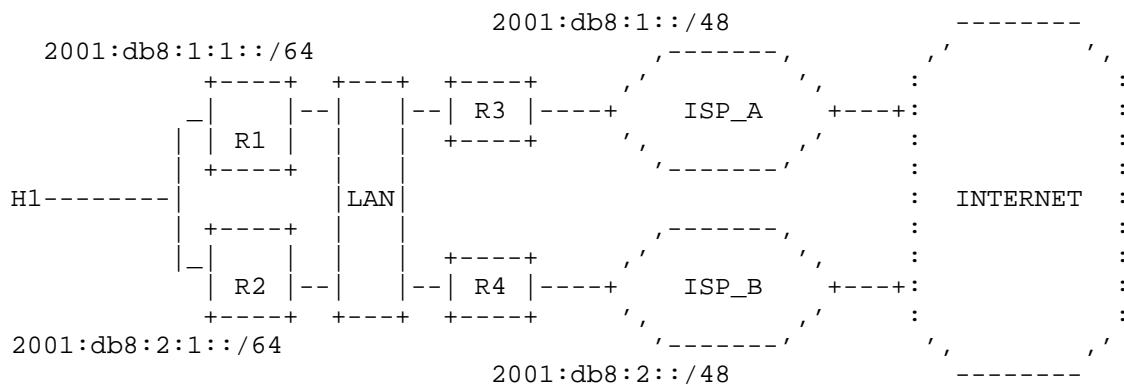 2001:db8:1::/48
2001:db8:1:1::/64
R1
R3
ISP_A
H1
LAN
INTERNET
R2
R4
ISP_B
2001:db8:2:1::/64
2001:db8:2::/48